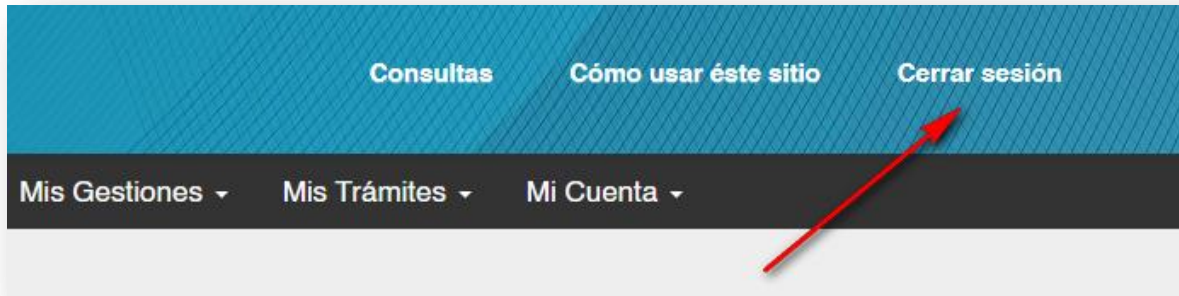 Consultas Cómo usar éste sitio Cerrar sesión
Mis Gestiones Mis Trámites Mi Cuenta